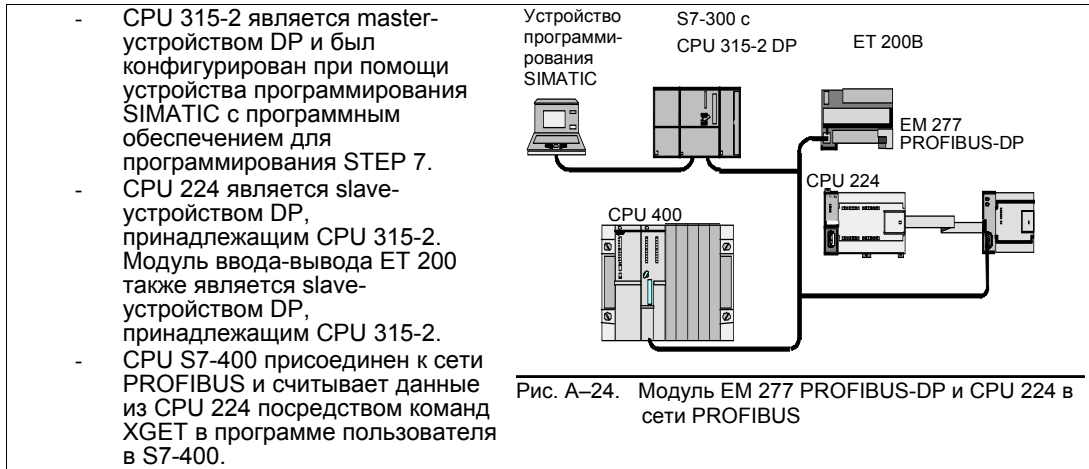 - CPU 315-2 является master-
устройством DP и был
конфигурирован при помощи
устройства программирования
SIMATIC с программным
обеспечением для
программирования STEP 7.
- CPU 224 является slave-
устройством DP,
принадлежащим CPU 315-2.
Модуль ввода-вывода ET 200
также является slave-
устройством DP,
принадлежащим CPU 315-2.
- CPU S7-400 присоединен к сети
PROFIBUS и считывает данные
из CPU 224 посредством команд
XGET в программе пользователя
в S7-400.
Устройство
программи-
рования
SIMATIC
S7-300 с
CPU 315-2 DP
ET 200B
EM 277
PROFIBUS-DP
CPU 224
CPU 400
Рис. A–24. Модуль EM 277 PROFIBUS-DP и CPU 224 в
сети PROFIBUS